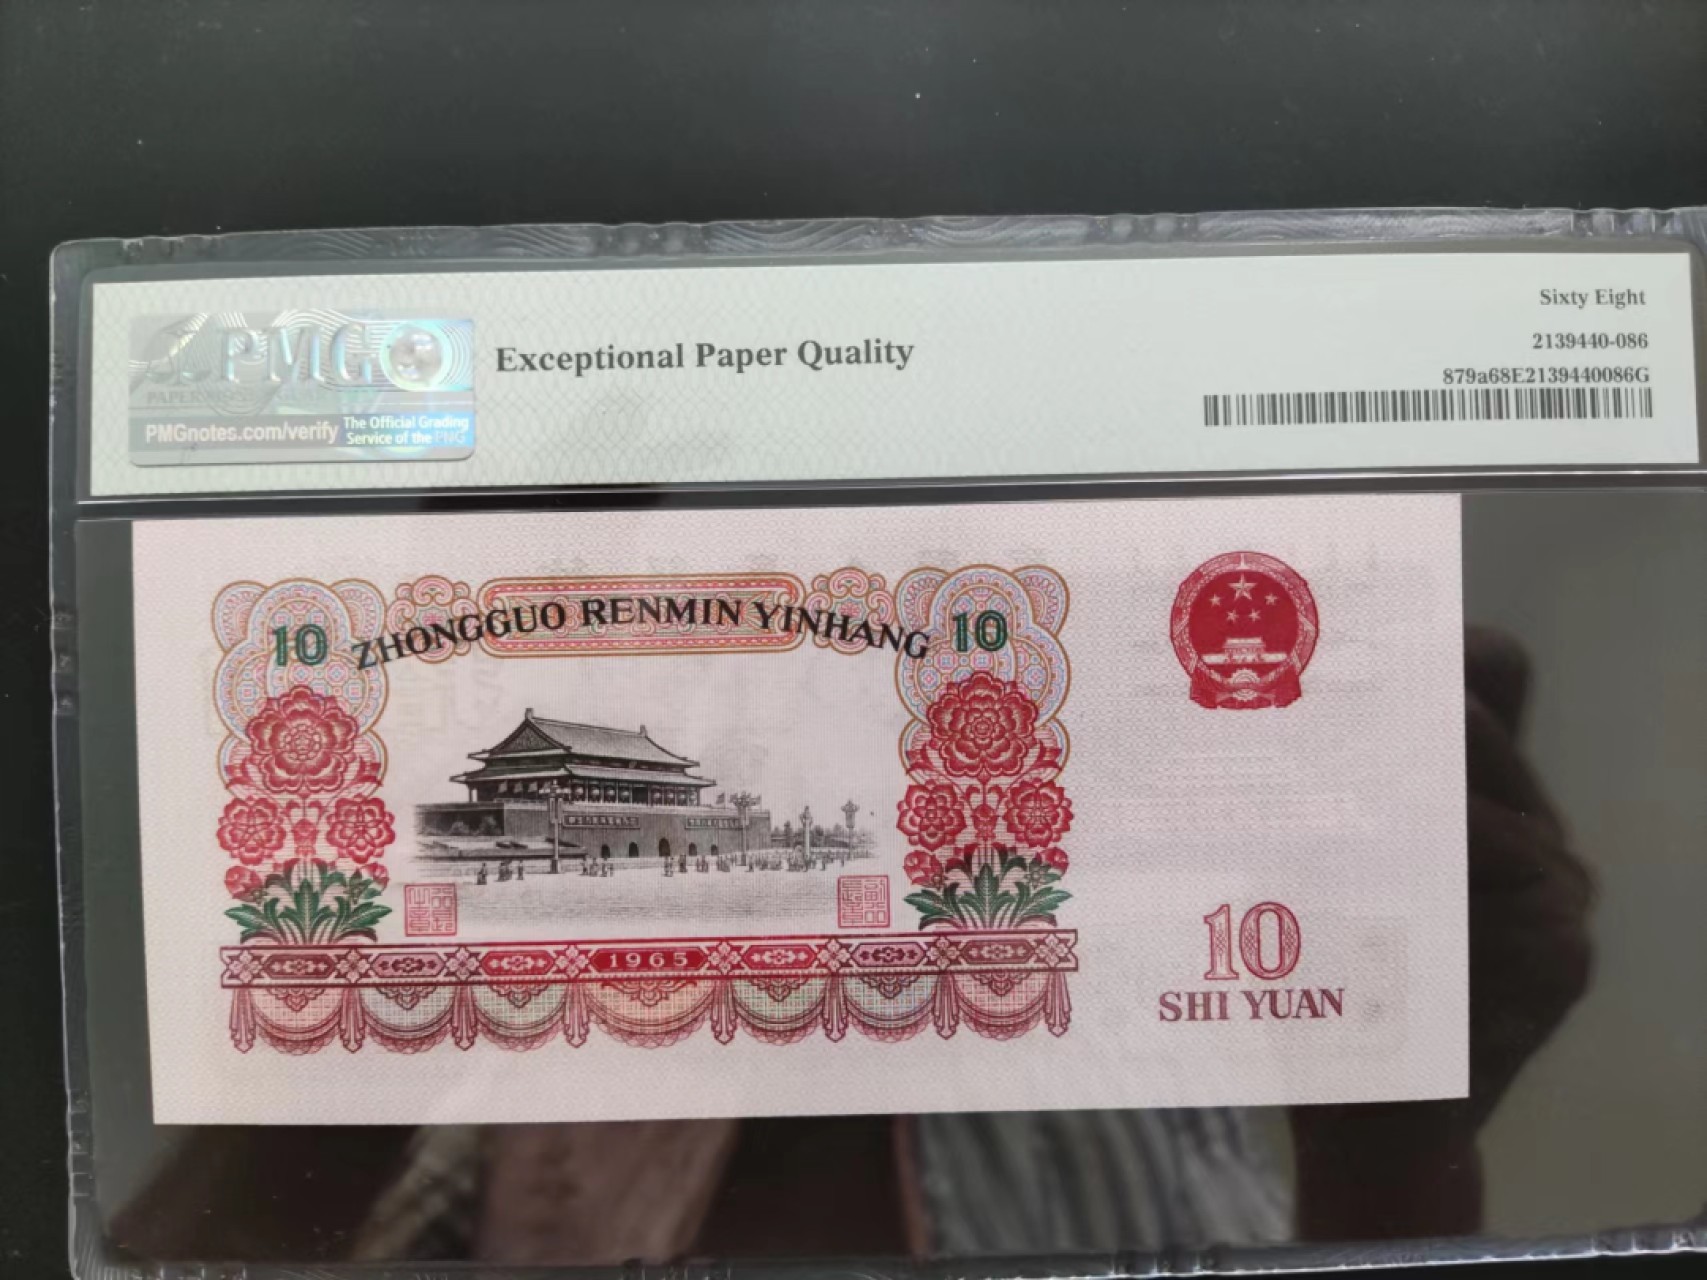 Sixty Eight
2139440-086
879a68E2139440086G
PMG
Exceptional Paper Quality
PMGnotes.com/verify
The Official Grading
Service of the PNG
10 ZHONGGUO RENMIN YINHANG 10
1965
10
SHI YUAN